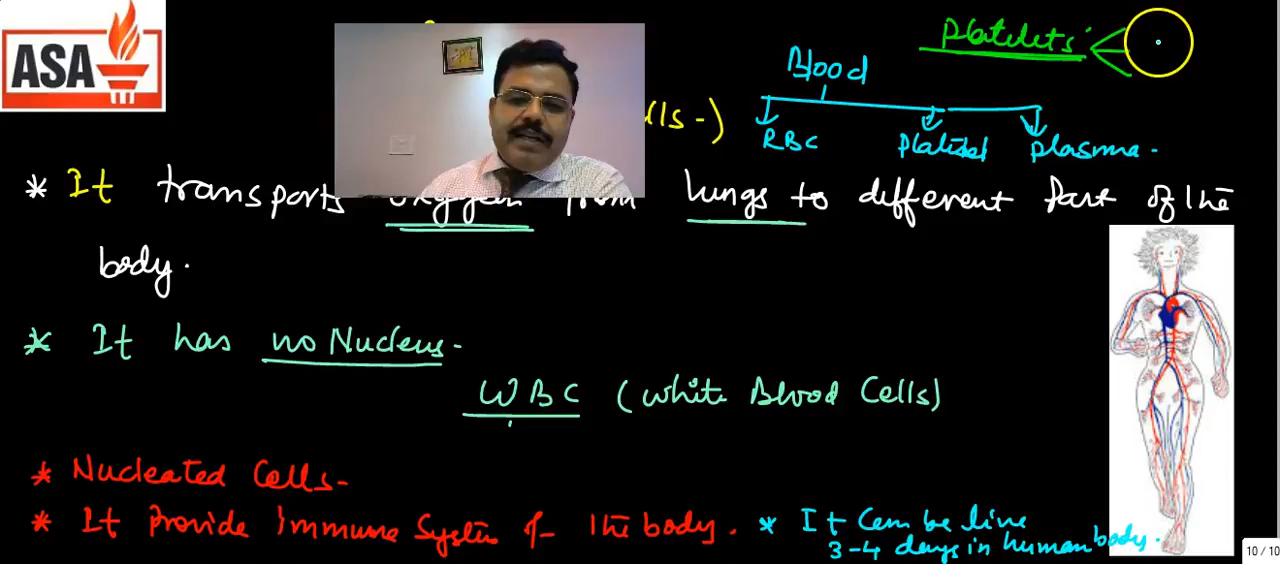 ASA
Platelets
Blood
lls -)
RBC
Platelet
Plasma -
* It transports oxygen from lungs to different Part of the
body.
* It has no Nucleus -
WBC (white Blood Cells)
* Nucleated Cells -
* It Provide immune System of the body.
* It Can be live
3-4 days in human body.
10 / 10